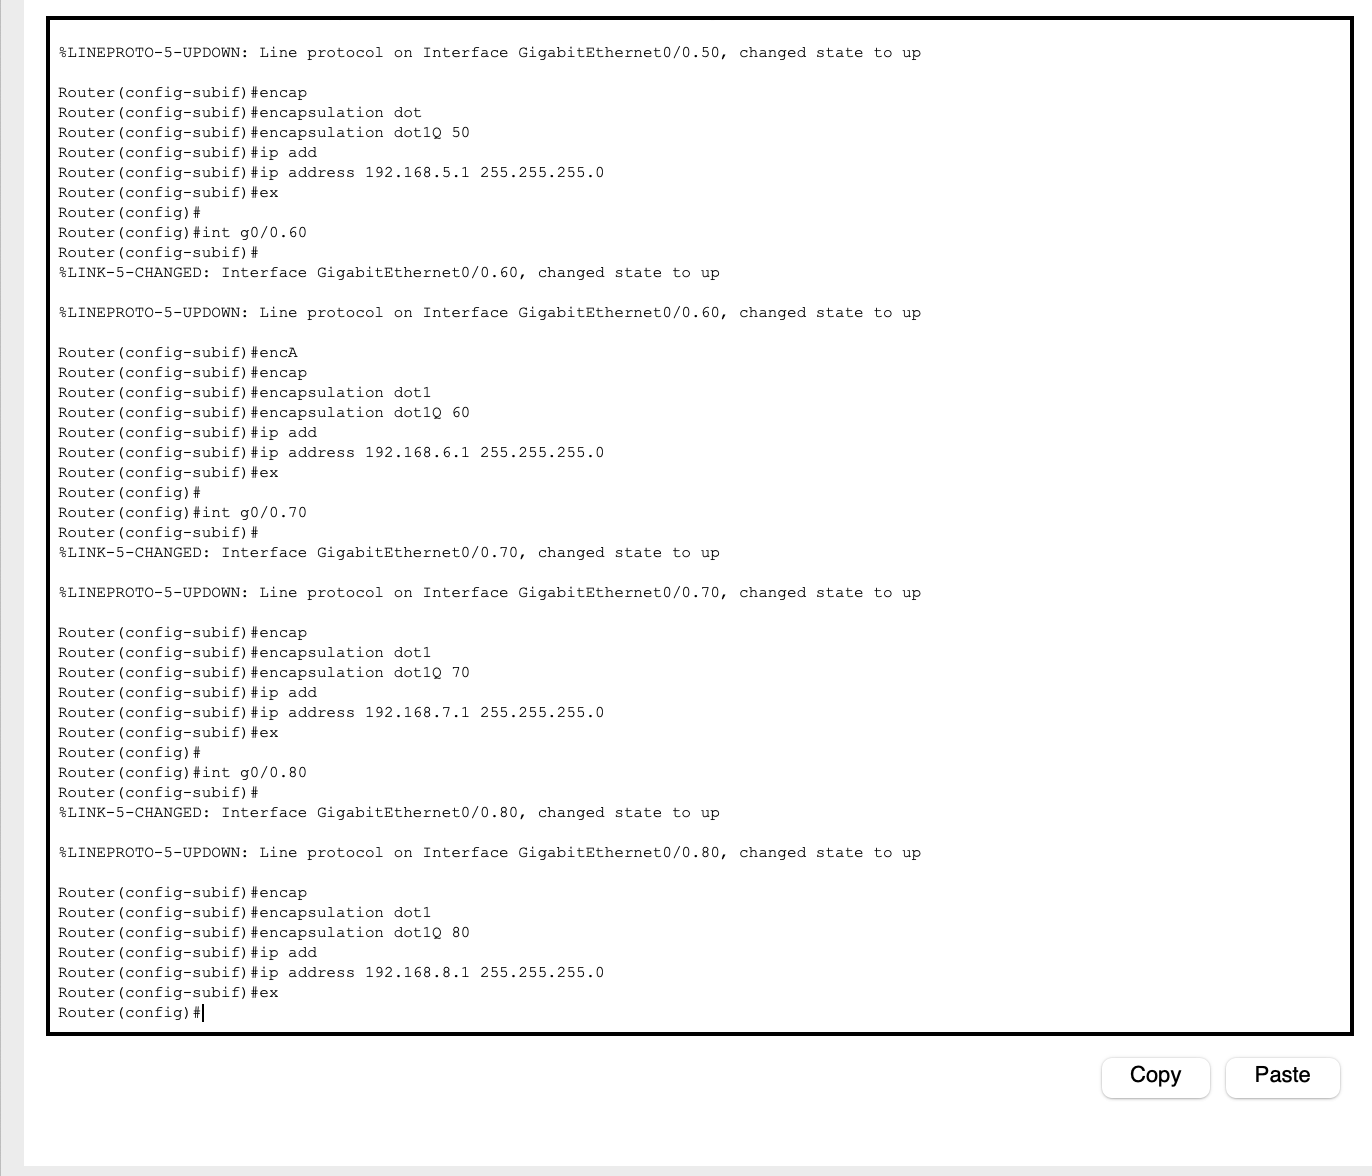 %LINEPROTO-5-UPDOWN: Line protocol on Interface GigabitEthernet0/0.50, changed state to up
Router(config-subif)#encap
Router(config-subif)#encapsulation dot
Router(config-subif)#encapsulation dot1Q 50
Router(config-subif)#ip add
Router(config-subif)#ip address 192.168.5.1 255.255.255.0
Router(config-subif)#ex
Router(config)#
Router(config)#int g0/0.60
Router(config-subif)#
%LINK-5-CHANGED: Interface GigabitEthernet0/0.60, changed state to up
%LINEPROTO-5-UPDOWN: Line protocol on Interface GigabitEthernet0/0.60, changed state to up
Router(config-subif)#encA
Router(config-subif)#encap
Router(config-subif)#encapsulation dot1
Router(config-subif)#encapsulation dot1Q 60
Router(config-subif)#ip add
Router(config-subif)#ip address 192.168.6.1 255.255.255.0
Router(config-subif)#ex
Router(config)#
Router(config)#int g0/0.70
Router(config-subif)#
%LINK-5-CHANGED: Interface GigabitEthernet0/0.70, changed state to up
%LINEPROTO-5-UPDOWN: Line protocol on Interface GigabitEthernet0/0.70, changed state to up
Router(config-subif)#encap
Router(config-subif)#encapsulation dot1
Router(config-subif)#encapsulation dot1Q 70
Router(config-subif)#ip add
Router(config-subif)#ip address 192.168.7.1 255.255.255.0
Router(config-subif)#ex
Router(config)#
Router(config)#int g0/0.80
Router(config-subif)#
%LINK-5-CHANGED: Interface GigabitEthernet0/0.80, changed state to up
%LINEPROTO-5-UPDOWN: Line protocol on Interface GigabitEthernet0/0.80, changed state to up
Router(config-subif)#encap
Router(config-subif)#encapsulation dot1
Router(config-subif)#encapsulation dot1Q 80
Router(config-subif)#ip add
Router(config-subif)#ip address 192.168.8.1 255.255.255.0
Router(config-subif)#ex
Router(config)#
Copy Paste